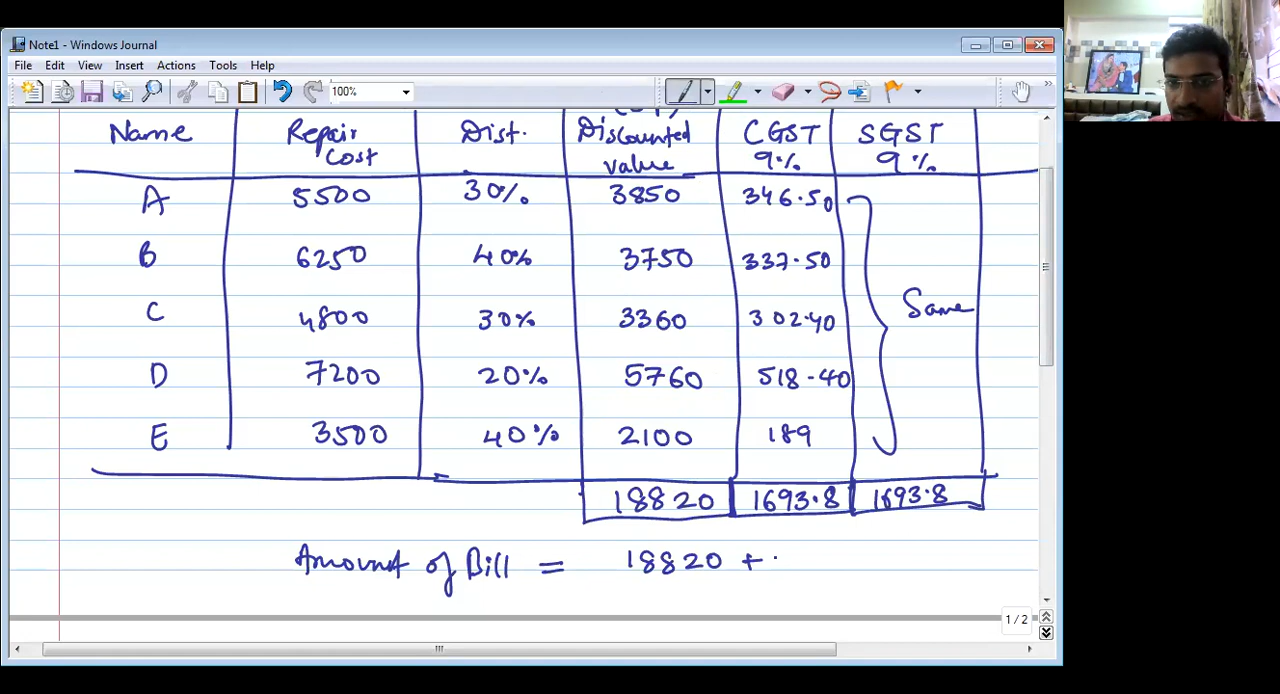 Note1 - Windows Journal
File Edit View Insert Actions Tools Help
100%
Name Repair Cost Dist. Discounted value CGST 9% SGST 9%
A 5500 30% 3850 346.50
B 6250 40% 3750 337.50
C 4800 30% 3360 302.40 Same
D 7200 20% 5760 518-40
E 3500 40% 2100 189
18820 1693.8 1693.8
Amount of Bill = 18820 +
1 / 2